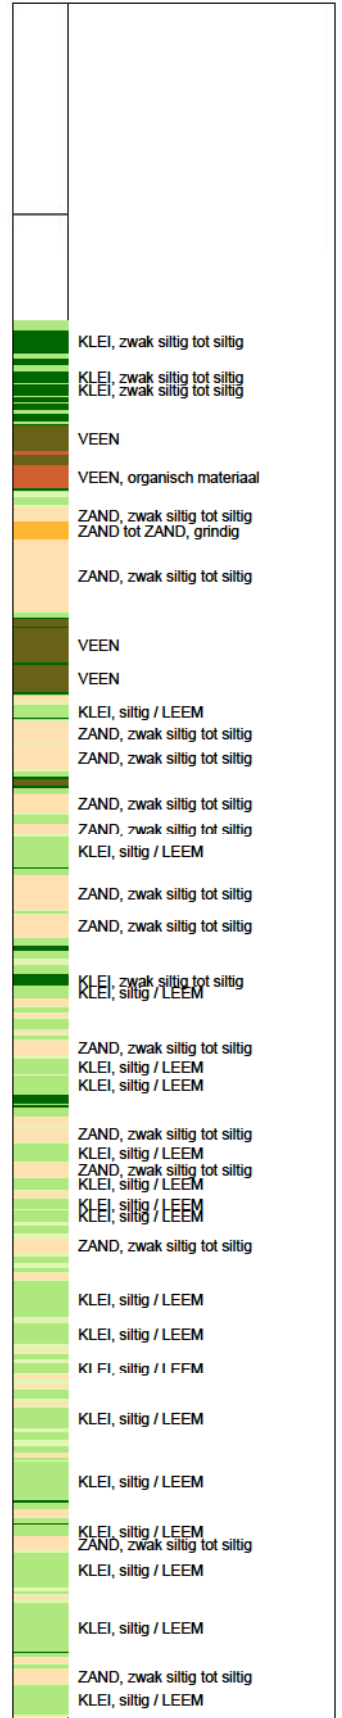 KLEI, zwak siltig tot siltig
KLEI, zwak siltig tot siltig
KLEI, zwak siltig tot siltig
VEEN
VEEN, organisch materiaal
ZAND, zwak siltig tot siltig
ZAND tot ZAND, grindig
ZAND, zwak siltig tot siltig
VEEN
VEEN
KLEI, siltig / LEEM
ZAND, zwak siltig tot siltig
ZAND, zwak siltig tot siltig
ZAND, zwak siltig tot siltig
ZAND, zwak siltig tot siltig
KLEI, siltig / LEEM
ZAND, zwak siltig tot siltig
ZAND, zwak siltig tot siltig
KLEI, zwak siltig tot siltig
KLEI, siltig / LEEM
ZAND, zwak siltig tot siltig
KLEI, siltig / LEEM
KLEI, siltig / LEEM
ZAND, zwak siltig tot siltig
KLEI, siltig / LEEM
ZAND, zwak siltig tot siltig
KLEI, siltig / LEEM
KLEI, siltig / LEEM
KLEI, siltig / LEEM
ZAND, zwak siltig tot siltig
KLEI, siltig / LEEM
KLEI, siltig / LEEM
KLEI, siltig / LEEM
KLEI, siltig / LEEM
KLEI, siltig / LEEM
KLEI, siltig / LEEM
ZAND, zwak siltig tot siltig
KLEI, siltig / LEEM
KLEI, siltig / LEEM
ZAND, zwak siltig tot siltig
KLEI, siltig / LEEM